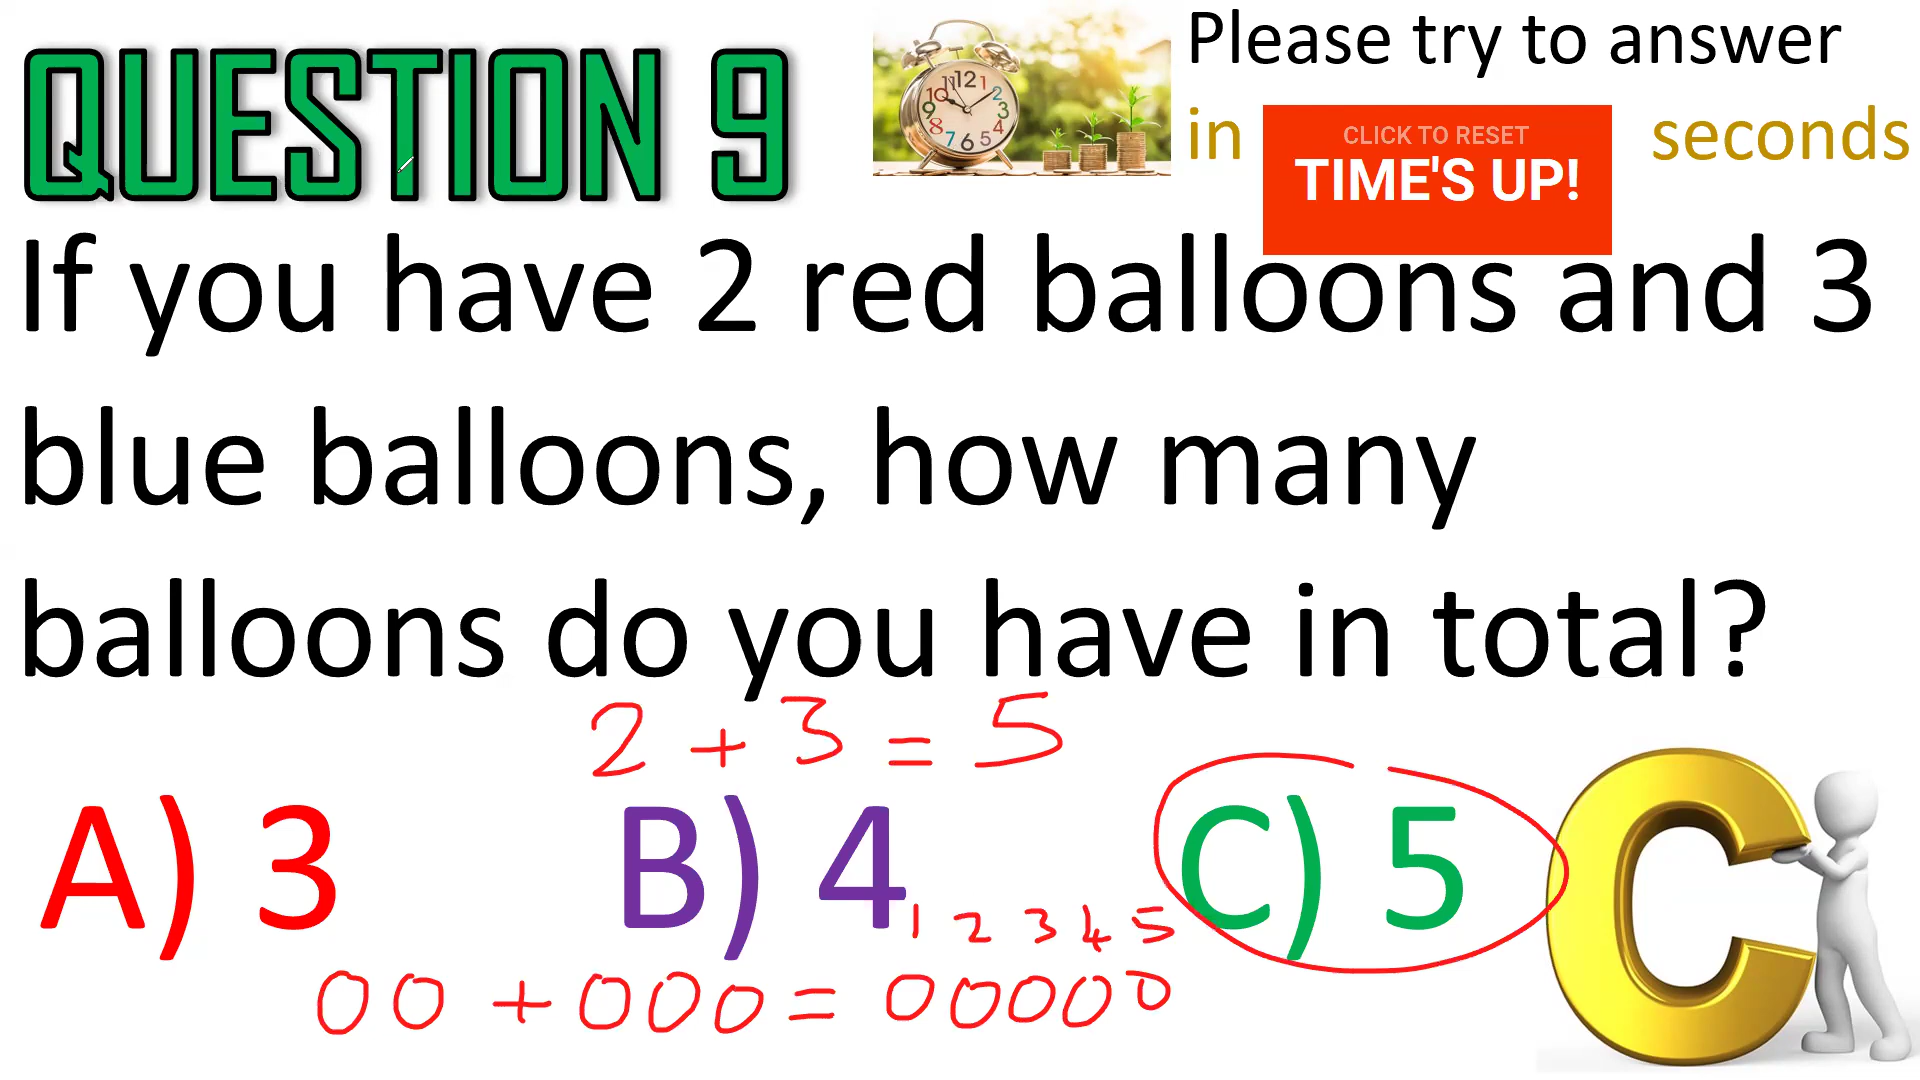 QUESTION 9
Please try to answer
in
CLICK TO RESET
TIME'S UP!
seconds
If you have 2 red balloons and 3
blue balloons, how many
balloons do you have in total?
2 + 3 = 5
A) 3
B) 4
C) 5
C
1 2 3 4 5
00 + 000 = 00000